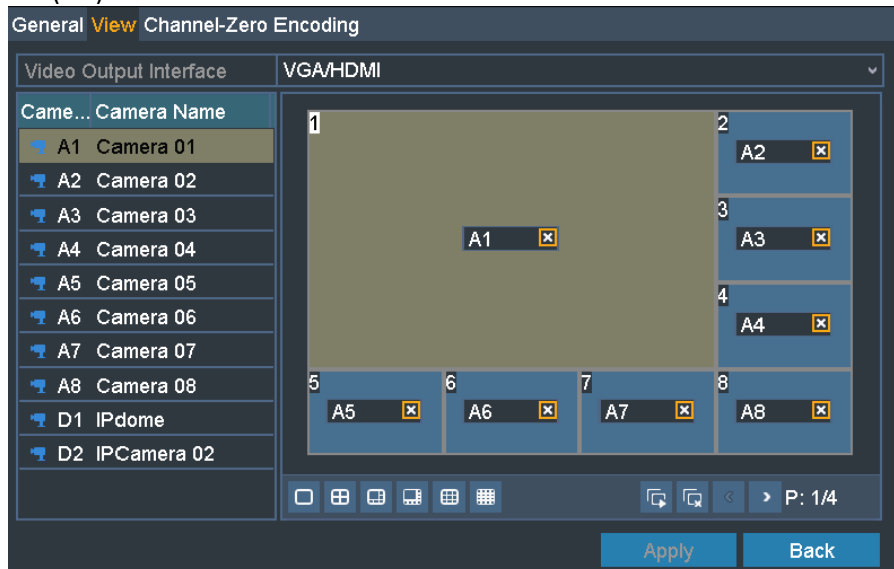 General View Channel-Zero Encoding
Video Output Interface VGA/HDMI
Came... Camera Name
A1 Camera 01
A2 Camera 02
A3 Camera 03
A4 Camera 04
A5 Camera 05
A6 Camera 06
A7 Camera 07
A8 Camera 08
D1 IPdome
D2 IPCamera 02
1
A1
2
A2
3
A3
4
A4
5
A5
6
A6
7
A7
8
A8
P: 1/4
Apply Back